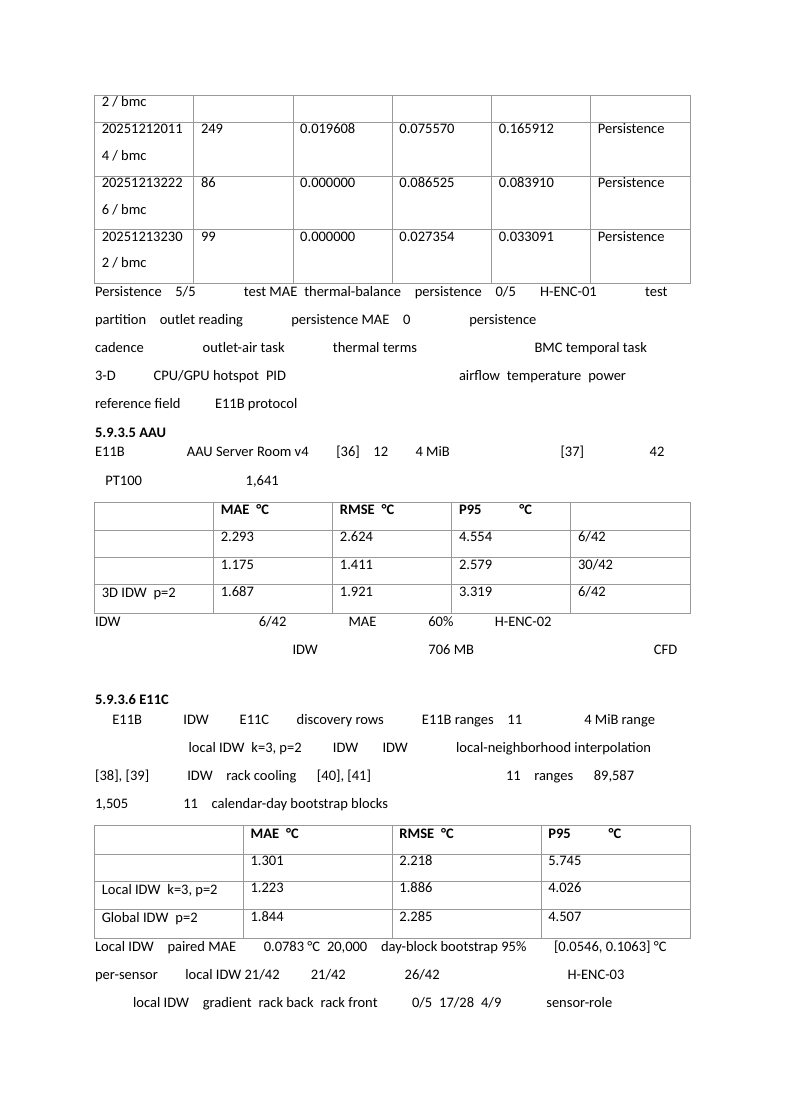 2 / bmc
20251212011 249 0.019608 0.075570 0.165912 Persistence
4 / bmc
20251213222 86 0.000000 0.086525 0.083910 Persistence
6 / bmc
20251213230 99 0.000000 0.027354 0.033091 Persistence
2 / bmc
Persistence 5/5 test MAE thermal-balance persistence 0/5 H-ENC-01 test
partition outlet reading persistence MAE 0 persistence
cadence outlet-air task thermal terms BMC temporal task
3-D CPU/GPU hotspot PID airflow temperature power
reference field E11B protocol
5.9.3.5 AAU
E11B AAU Server Room v4 [36] 12 4 MiB [37] 42
PT100 1,641
MAE °C RMSE °C P95 °C
2.293 2.624 4.554 6/42
1.175 1.411 2.579 30/42
3D IDW p=2 1.687 1.921 3.319 6/42
IDW 6/42 MAE 60% H-ENC-02
IDW 706 MB CFD
5.9.3.6 E11C
E11B IDW E11C discovery rows E11B ranges 11 4 MiB range
local IDW k=3, p=2 IDW IDW local-neighborhood interpolation
[38], [39] IDW rack cooling [40], [41] 11 ranges 89,587
1,505 11 calendar-day bootstrap blocks
MAE °C RMSE °C P95 °C
1.301 2.218 5.745
Local IDW k=3, p=2 1.223 1.886 4.026
Global IDW p=2 1.844 2.285 4.507
Local IDW paired MAE 0.0783 °C 20,000 day-block bootstrap 95% [0.0546, 0.1063] °C
per-sensor local IDW 21/42 21/42 26/42 H-ENC-03
local IDW gradient rack back rack front 0/5 17/28 4/9 sensor-role